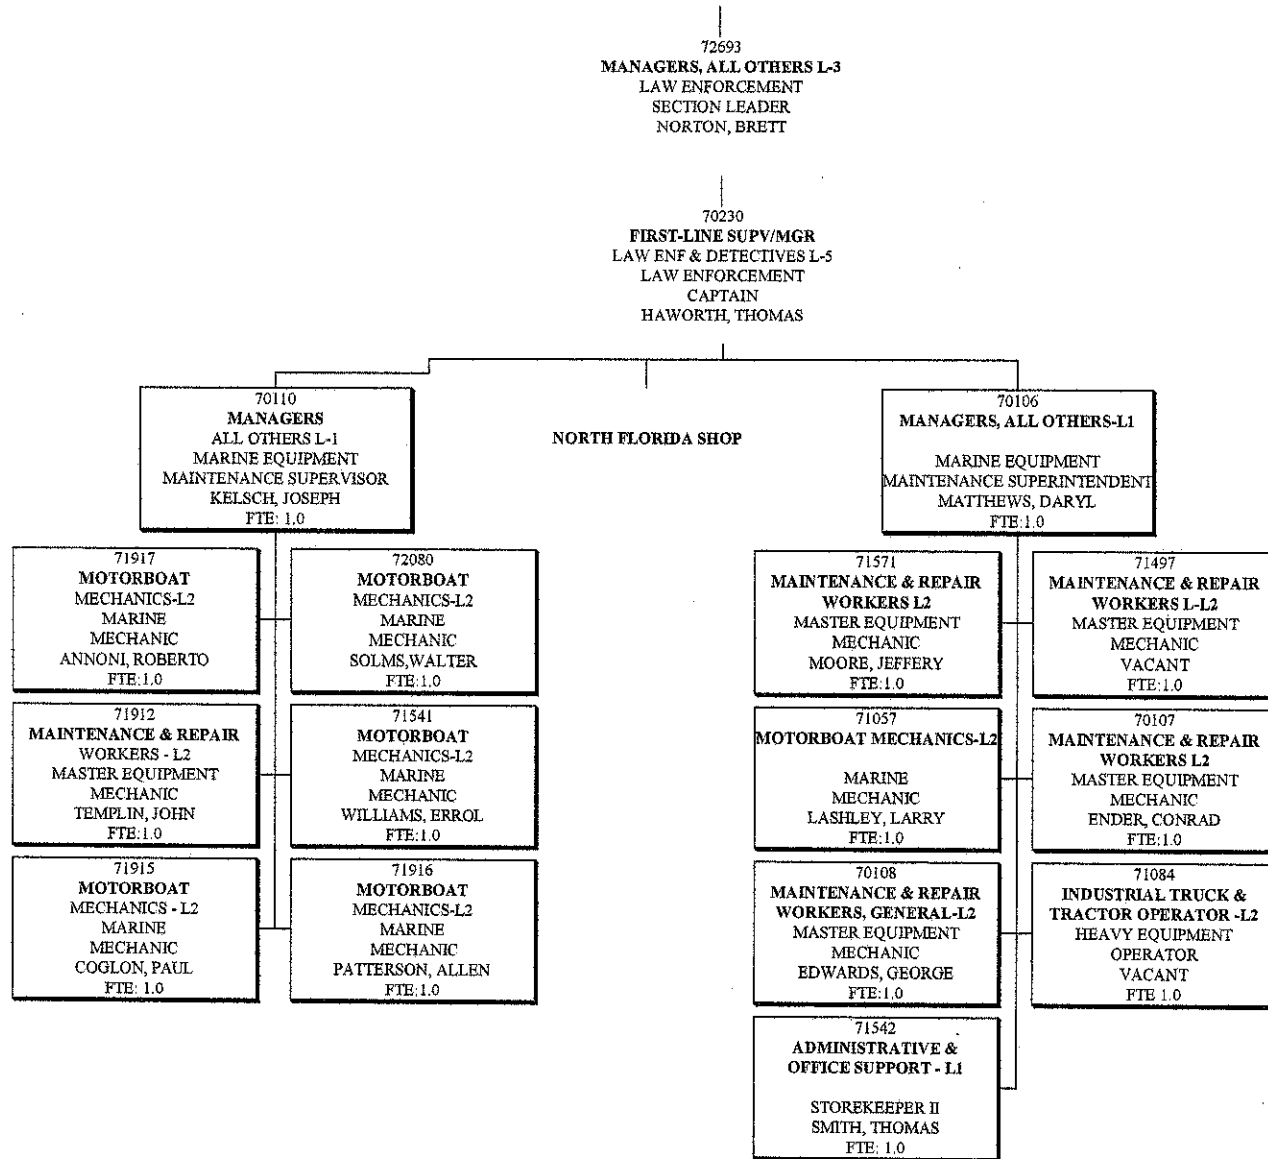 72693
MANAGERS, ALL OTHERS L-3
LAW ENFORCEMENT
SECTION LEADER
NORTON, BRETT
70230
FIRST-LINE SUPV/MGR
LAW ENF & DETECTIVES L-5
LAW ENFORCEMENT
CAPTAIN
HAWORTH, THOMAS
70110
MANAGERS
ALL OTHERS L-1
MARINE EQUIPMENT
MAINTENANCE SUPERVISOR
KELSCH, JOSEPH
FTE: 1.0
NORTH FLORIDA SHOP
70106
MANAGERS, ALL OTHERS-L1
MARINE EQUIPMENT
MAINTENANCE SUPERINTENDENT
MATTHEWS, DARYL
FTE:1.0
71917
MOTORBOAT
MECHANICS-L2
MARINE
MECHANIC
ANNONI, ROBERTO
FTE:1.0
72080
MOTORBOAT
MECHANICS-L2
MARINE
MECHANIC
SOLMS,WALTER
FTE:1.0
71912
MAINTENANCE & REPAIR
WORKERS - L2
MASTER EQUIPMENT
MECHANIC
TEMPLIN, JOHN
FTE:1.0
71541
MOTORBOAT
MECHANICS-L2
MARINE
MECHANIC
WILLIAMS, ERROL
FTE:1.0
71915
MOTORBOAT
MECHANICS - L2
MARINE
MECHANIC
COGLON, PAUL
FTE: 1.0
71916
MOTORBOAT
MECHANICS-L2
MARINE
MECHANIC
PATTERSON, ALLEN
FTE:1.0
71571
MAINTENANCE & REPAIR
WORKERS L2
MASTER EQUIPMENT
MECHANIC
MOORE, JEFFERY
FTE:1.0
71497
MAINTENANCE & REPAIR
WORKERS L-L2
MASTER EQUIPMENT
MECHANIC
VACANT
FTE:1.0
71057
MOTORBOAT MECHANICS-L2
MARINE
MECHANIC
LASHLEY, LARRY
FTE:1.0
70107
MAINTENANCE & REPAIR
WORKERS L2
MASTER EQUIPMENT
MECHANIC
ENDER, CONRAD
FTE:1.0
70108
MAINTENANCE & REPAIR
WORKERS, GENERAL-L2
MASTER EQUIPMENT
MECHANIC
EDWARDS, GEORGE
FTE:1.0
71084
INDUSTRIAL TRUCK &
TRACTOR OPERATOR -L2
HEAVY EQUIPMENT
OPERATOR
VACANT
FTE 1.0
71542
ADMINISTRATIVE &
OFFICE SUPPORT - L1
STOREKEEPER II
SMITH, THOMAS
FTE: 1.0